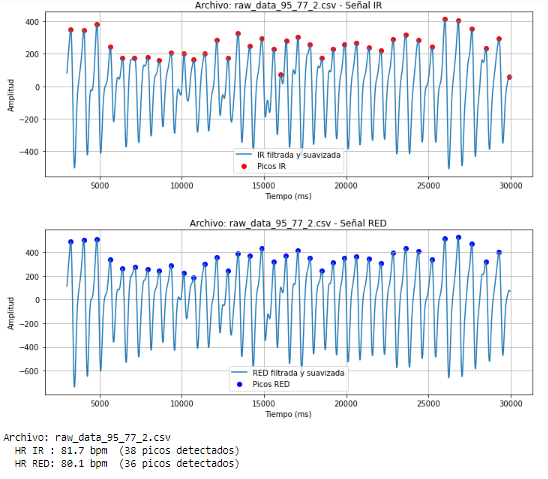 Archivo: raw_data_95_77_2.csv - Señal IR
400
200
0
−200
−400
Amplitud
IR filtrada y suavizada
Picos IR
5000 10000 15000 20000 25000 30000
Tiempo (ms)
Archivo: raw_data_95_77_2.csv - Señal RED
400
200
0
−200
−400
−600
Amplitud
RED filtrada y suavizada
Picos RED
5000 10000 15000 20000 25000 30000
Tiempo (ms)
Archivo: raw_data_95_77_2.csv
HR IR : 81.7 bpm (38 picos detectados)
HR RED: 80.1 bpm (36 picos detectados)